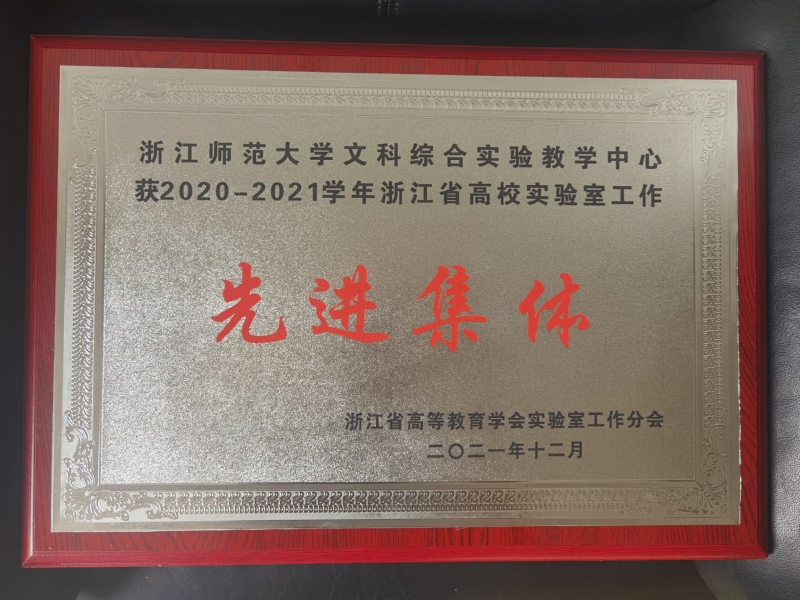 浙江师范大学文科综合实验教学中心
获2020-2021学年浙江省高校实验室工作
先进集体
浙江省高等教育学会实验室工作分会
二〇二一年十二月